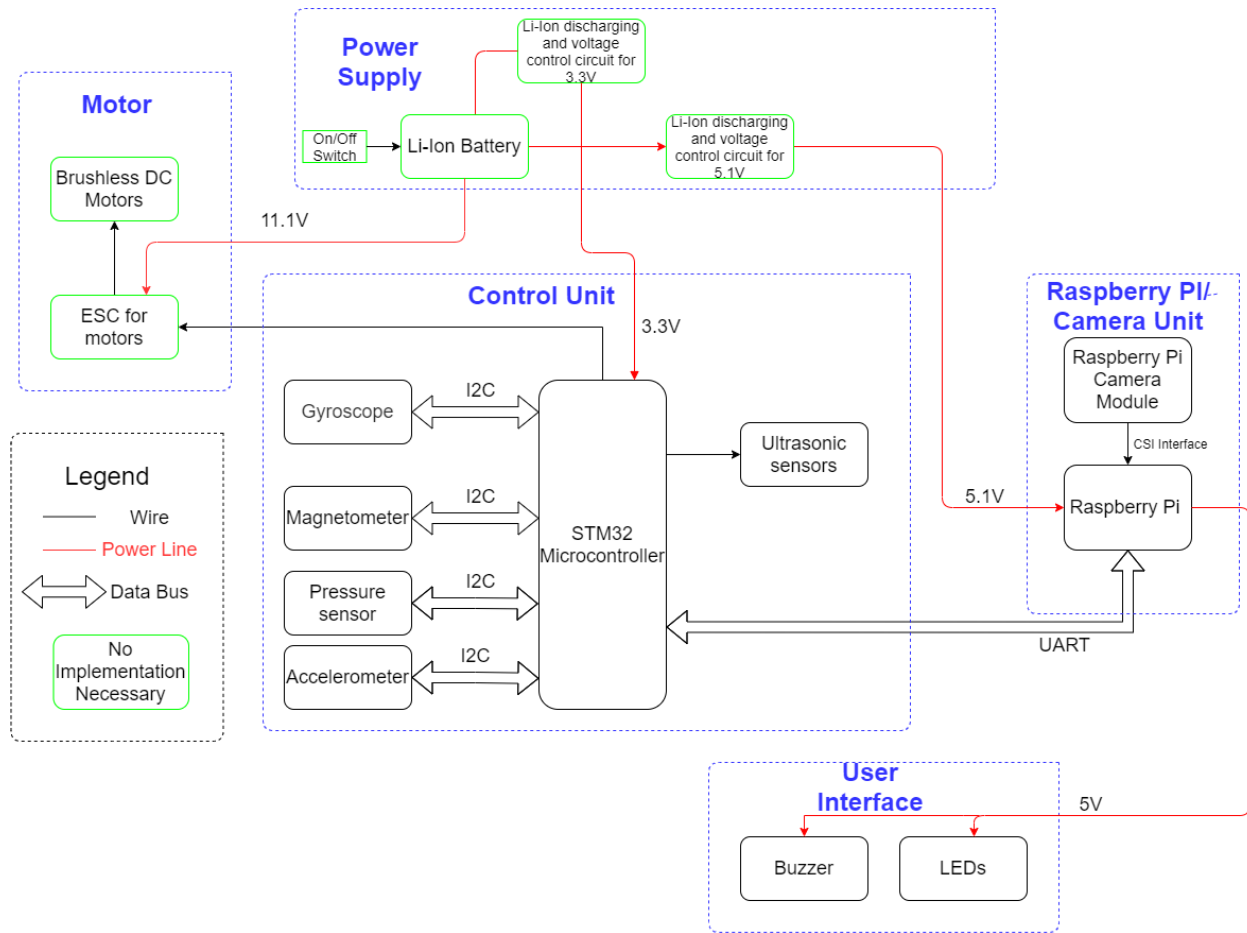 Power
Supply
Li-Ion discharging
and voltage
control circuit for
3.3V
On/Off
Switch
Li-Ion Battery
Li-Ion discharging
and voltage
control circuit for
5.1V
Motor
Brushless DC
Motors
11.1V
ESC for
motors
Control Unit
3.3V
Gyroscope
I2C
Magnetometer
I2C
Pressure
sensor
I2C
Accelerometer
I2C
STM32
Microcontroller
Ultrasonic
sensors
Raspberry PI/
Camera Unit
Raspberry Pi
Camera
Module
CSI Interface
5.1V
Raspberry Pi
UART
Legend
Wire
Power Line
Data Bus
No
Implementation
Necessary
User
Interface
5V
Buzzer
LEDs